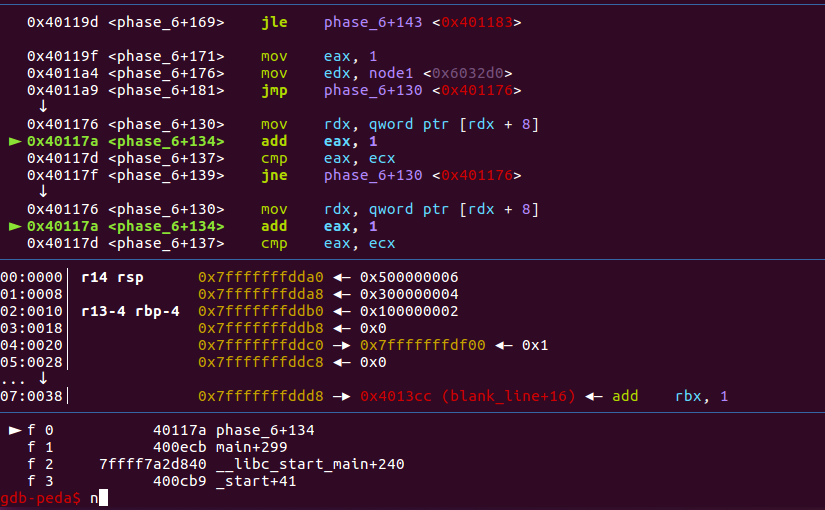 0x40119d <phase_6+169> jle phase_6+143 <0x401183>
0x40119f <phase_6+171> mov eax, 1
0x4011a4 <phase_6+176> mov edx, node1 <0x6032d0>
0x4011a9 <phase_6+181> jmp phase_6+130 <0x401176>
↓
0x401176 <phase_6+130> mov rdx, qword ptr [rdx + 8]
► 0x40117a <phase_6+134> add eax, 1
0x40117d <phase_6+137> cmp eax, ecx
0x40117f <phase_6+139> jne phase_6+130 <0x401176>
↓
0x401176 <phase_6+130> mov rdx, qword ptr [rdx + 8]
► 0x40117a <phase_6+134> add eax, 1
0x40117d <phase_6+137> cmp eax, ecx
00:0000│ r14 rsp 0x7fffffffdda0 ◄— 0x500000006
01:0008│ 0x7fffffffdda8 ◄— 0x300000004
02:0010│ r13-4 rbp-4 0x7fffffffddb0 ◄— 0x100000002
03:0018│ 0x7fffffffddb8 ◄— 0x0
04:0020│ 0x7fffffffddc0 —► 0x7fffffffdf00 ◄— 0x1
05:0028│ 0x7fffffffddc8 ◄— 0x0
... ↓
07:0038│ 0x7fffffffddd8 —► 0x4013cc (blank_line+16) ◄— add rbx, 1
► f 0 40117a phase_6+134
f 1 400ecb main+299
f 2 7ffff7a2d840 __libc_start_main+240
f 3 400cb9 _start+41
gdb-peda$ n